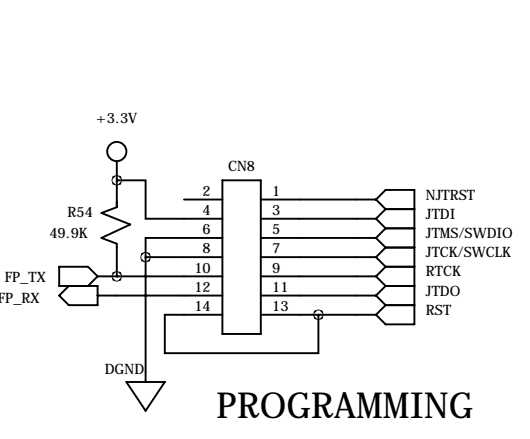 +3.3V
CN8
2 1 NJTRST
R54 4 3 JTDI
49.9K 6 5 JTMS/SWDIO
8 7 JTCK/SWCLK
FP_TX 10 9 RTCK
FP_RX 12 11 JTDO
14 13 RST
DGND
PROGRAMMING